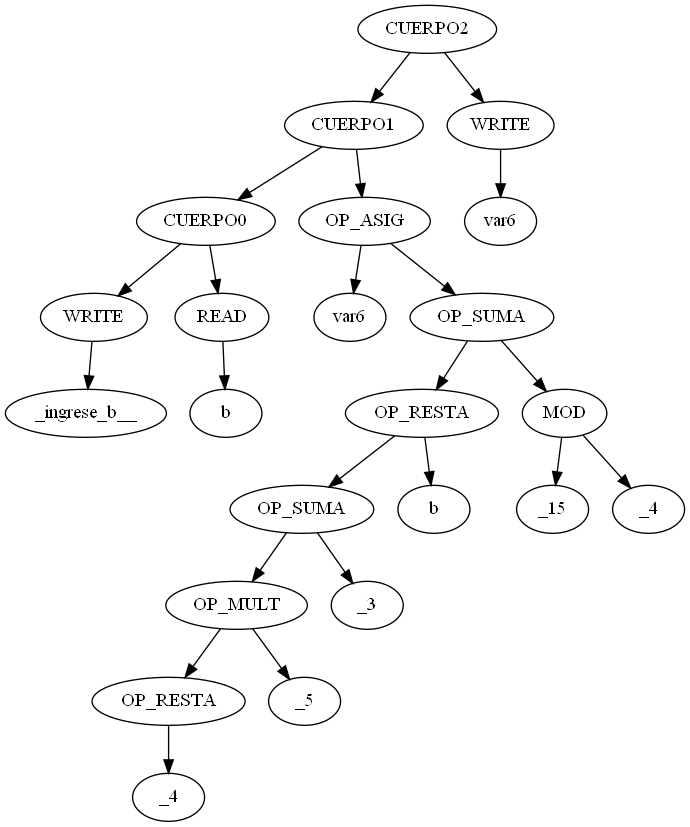 CUERPO2
CUERPO1
WRITE
CUERPO0
OP_ASIG
var6
WRITE
READ
var6
OP_SUMA
_ingrese_b__
b
OP_RESTA
MOD
OP_SUMA
b
_15
_4
OP_MULT
_3
OP_RESTA
_5
_4